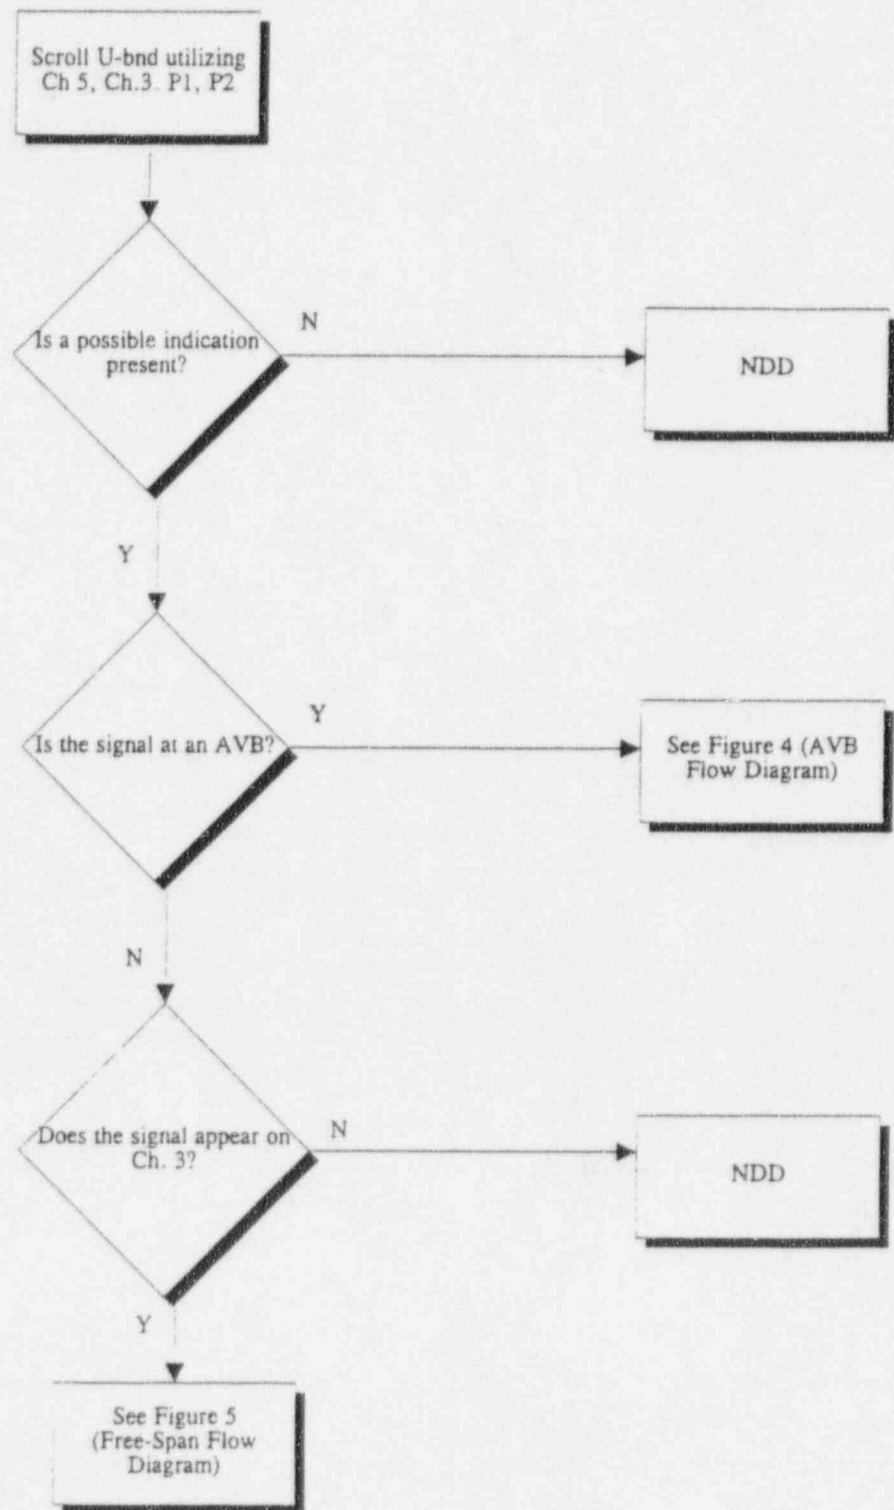 Scroll U-bnd utilizing
Ch 5, Ch.3 P1, P2
Is a possible indication
present?
N
NDD
Y
Is the signal at an AVB?
Y
See Figure 4 (AVB
Flow Diagram)
N
Does the signal appear on
Ch. 3?
N
NDD
Y
See Figure 5
(Free-Span Flow
Diagram)